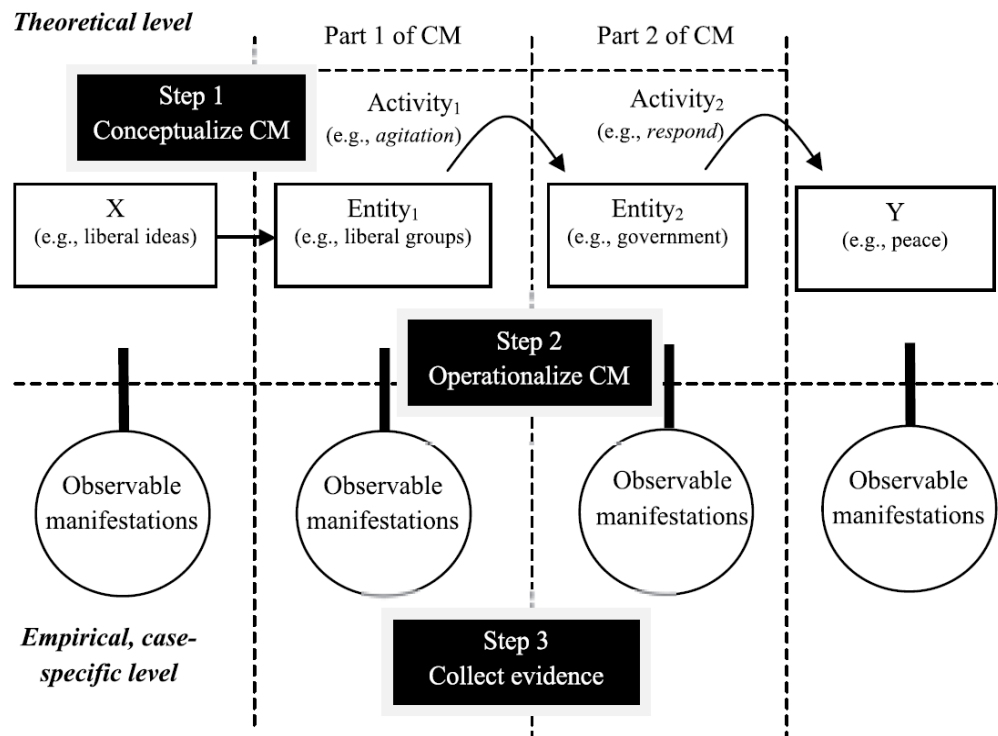 Theoretical level
Part 1 of CM
Part 2 of CM
Step 1
Conceptualize CM
Activity₁
(e.g., agitation)
Activity₂
(e.g., respond)
X
(e.g., liberal ideas)
Entity₁
(e.g., liberal groups)
Entity₂
(e.g., government)
Y
(e.g., peace)
Step 2
Operationalize CM
Observable
manifestations
Observable
manifestations
Observable
manifestations
Observable
manifestations
Empirical, case-
specific level
Step 3
Collect evidence